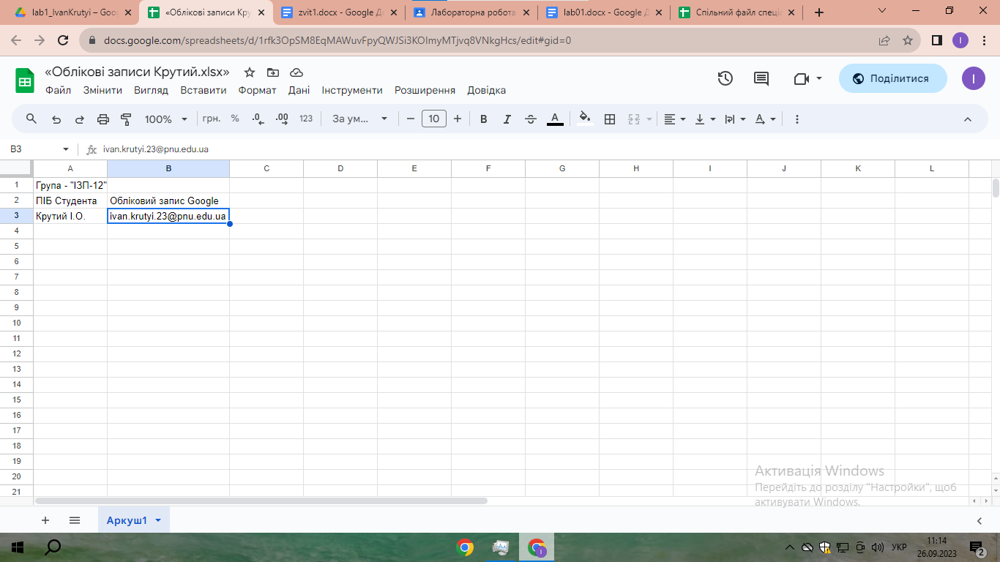 lab1_IvanKrutyi – Goo
«Облікові записи Кру
zvit1.docx - Google Д
Лабораторна робота
lab01.docx - Google Д
Спільний файл спеці
docs.google.com/spreadsheets/d/1rfk3OpSM8EqMAWuvFpyQWJSi3KOImyMTjvq8VNkgHcs/edit#gid=0
I
«Облікові записи Крутий.xlsx»
Файл Змінити Вигляд Вставити Формат Дані Інструменти Розширення Довідка
Поділитися
I
100% грн. % .0 .00 123 За ум... 10 B I A
B3
fx ivan.krutyi.23@pnu.edu.ua
A B C D E F G H I J K L
1 Група - "ІЗП-12"
2 ПІБ Студента Обліковий запис Google
3 Крутий І.О. ivan.krutyi.23@pnu.edu.ua
4
5
6
7
8
9
10
11
12
13
14
15
16
17
18
19
20
21
Активація Windows
Перейдіть до розділу "Настройки", щоб
активувати Windows.
Аркуш1
УКР
11:14
26.09.2023
2